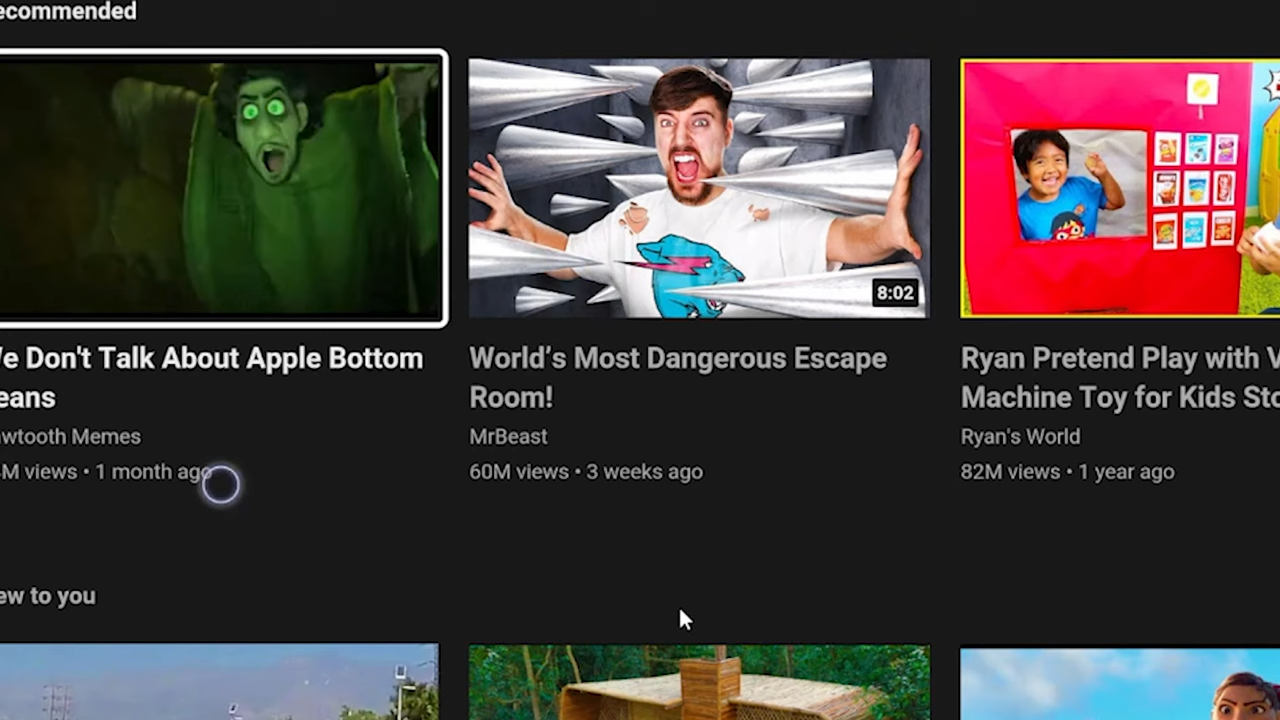 ecommended
8:02
e Don't Talk About Apple Bottom
eans
World's Most Dangerous Escape
Room!
Ryan Pretend Play with V
Machine Toy for Kids Sto
wtooth Memes
MrBeast
Ryan's World
M views • 1 month ago
60M views • 3 weeks ago
82M views • 1 year ago
ew to you